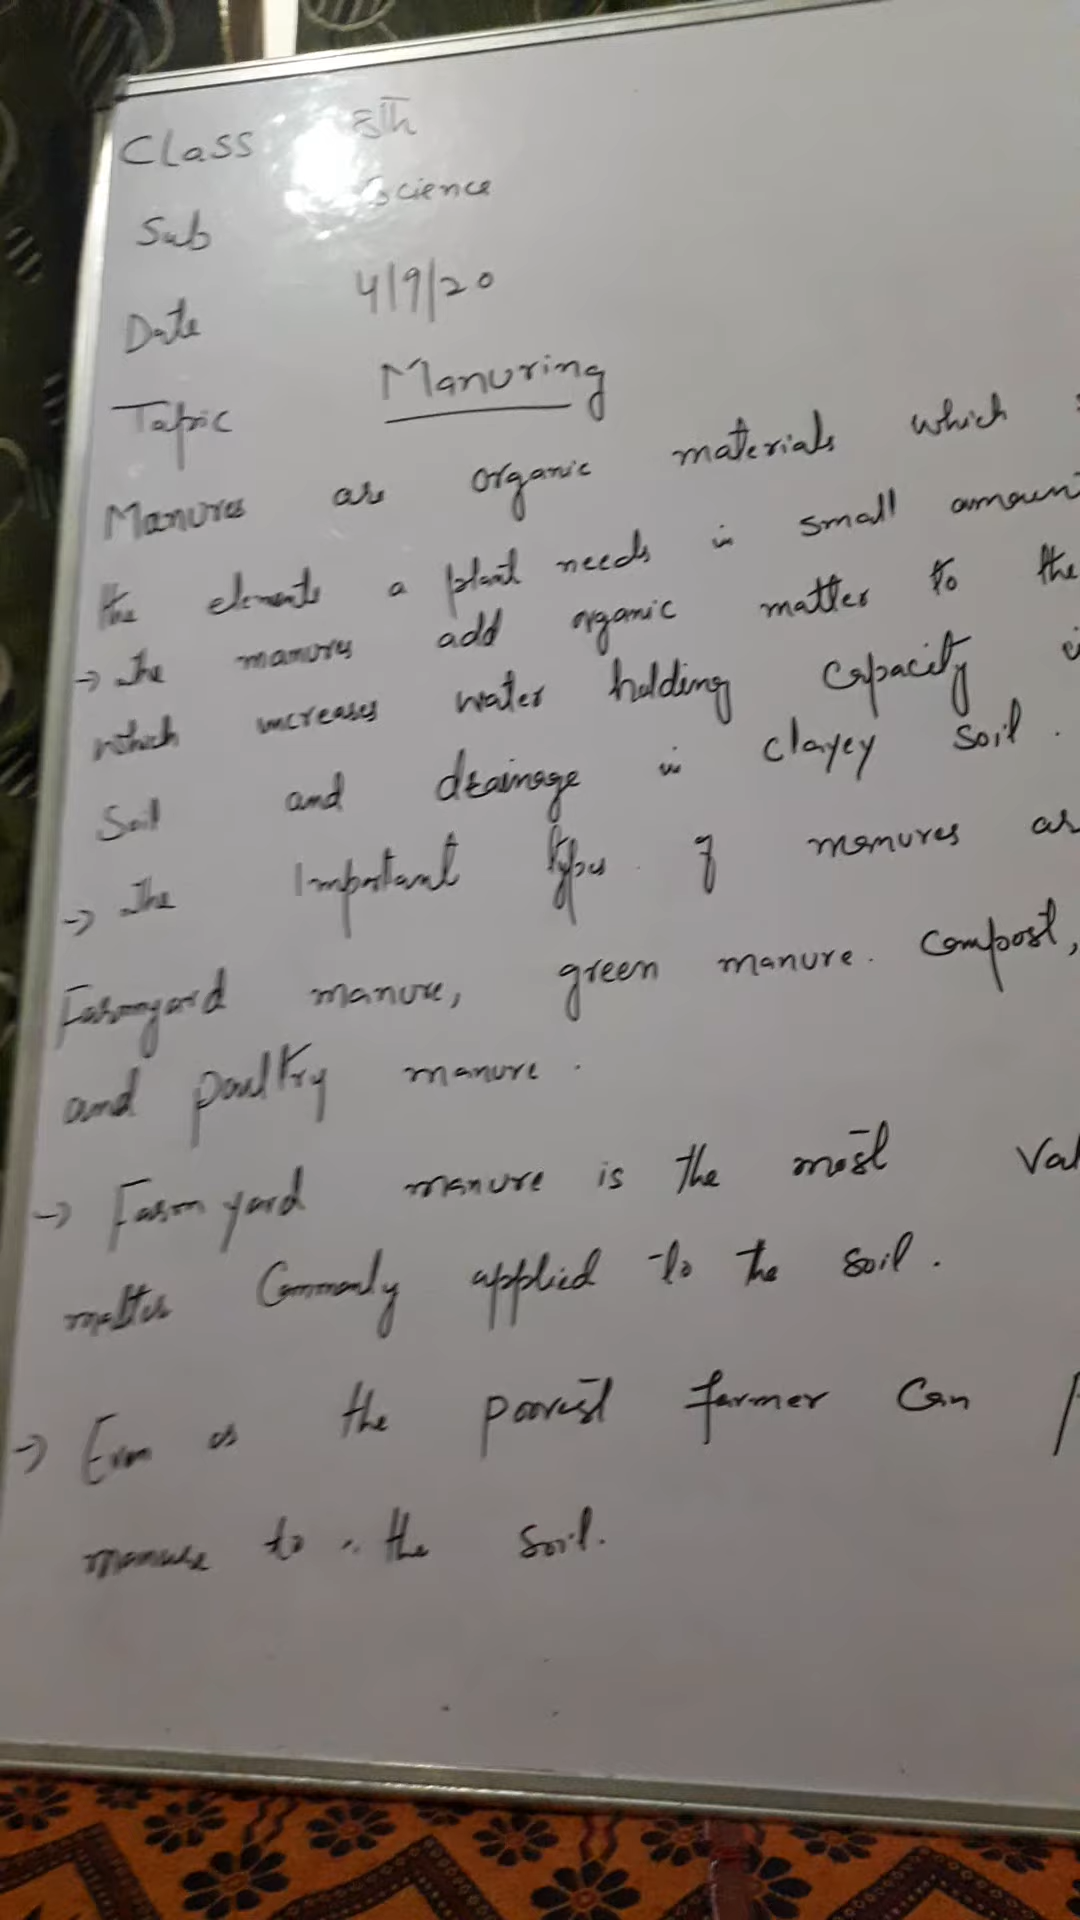 Class 8th
Sub Science
Date 4/9/20
Topic Manuring
Manures are organic materials which
the elements a plant needs in small amoun
→ The manures add organic matter to the
which increases water holding capacity i
Soil and drainage in clayey soil.
→ The Important types of manures ar
Farmyard manure, green manure. Compost,
and poultry manure.
→ Farm yard manure is the most val
matter Commonly applied to the soil.
→ Even as the poorest farmer can
manure to the soil.